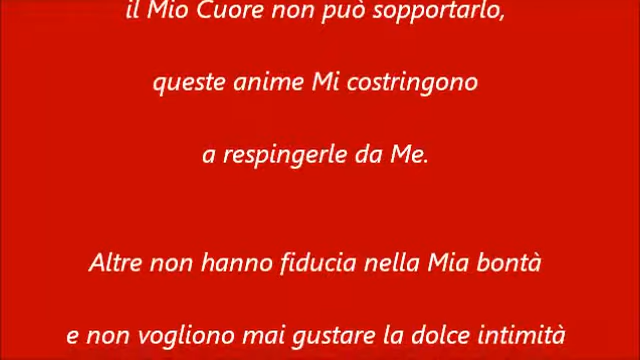 il Mio Cuore non può sopportarlo,
queste anime Mi costringono
a respingerle da Me.
Altre non hanno fiducia nella Mia bontà
e non vogliono mai gustare la dolce intimità